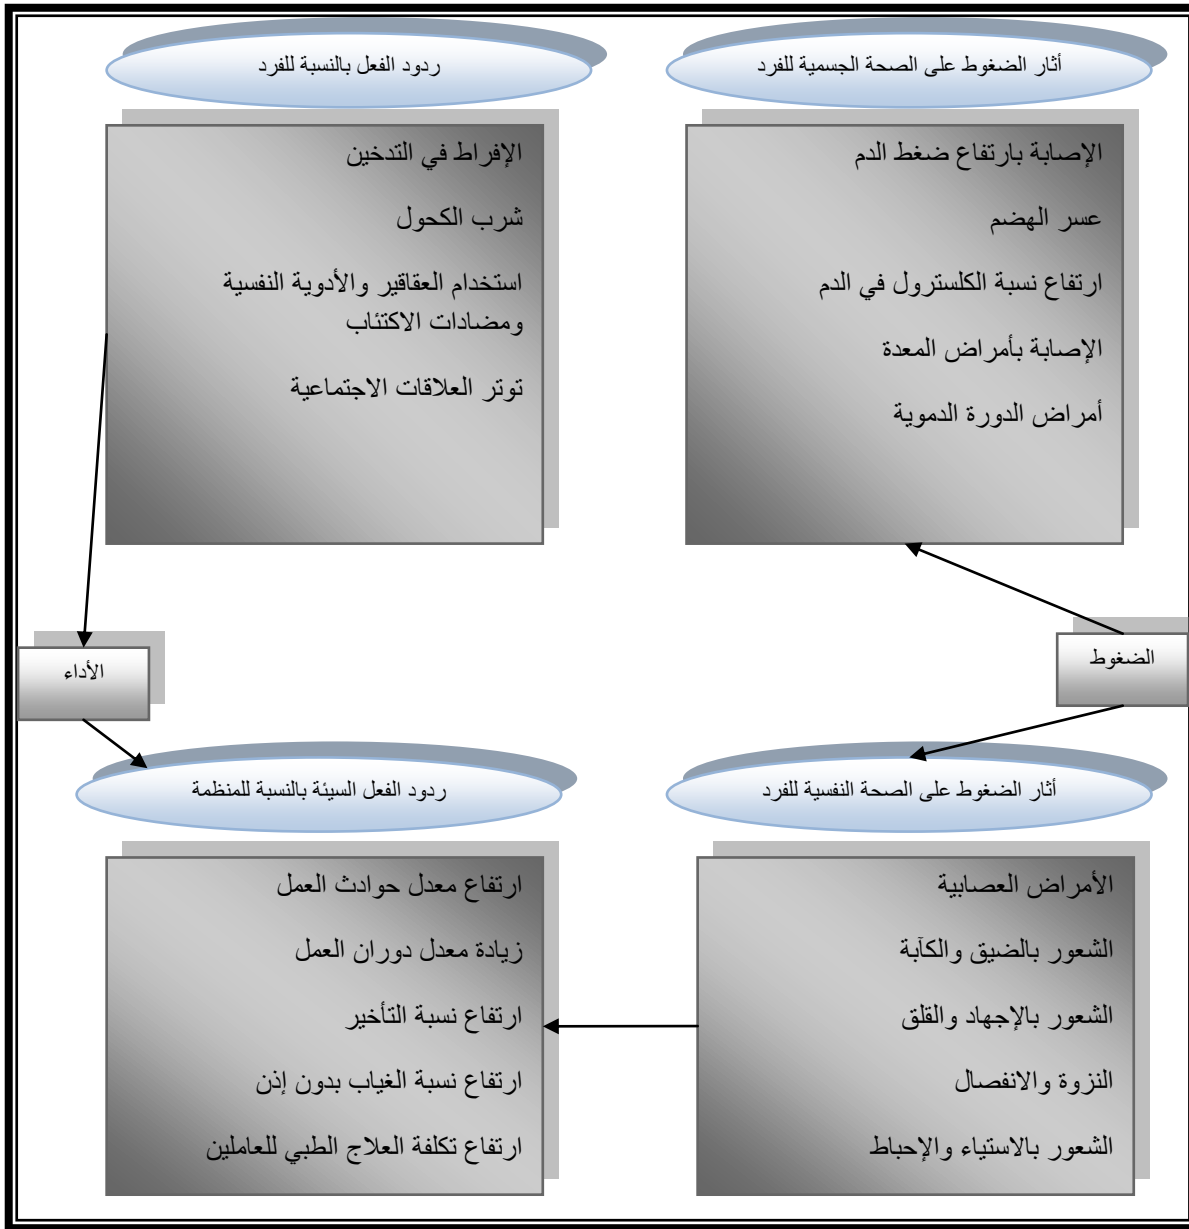 أثار الضغوط على الصحة الجسمية للفرد
الإصابة بارتفاع ضغط الدم
عسر الهضم
ارتفاع نسبة الكلسترول في الدم
الإصابة بأمراض المعدة
أمراض الدورة الدموية
ردود الفعل بالنسبة للفرد
الإفراط في التدخين
شرب الكحول
استخدام العقاقير والأدوية النفسية
ومضادات الاكتئاب
توتر العلاقات الاجتماعية
الضغوط
الأداء
أثار الضغوط على الصحة النفسية للفرد
الأمراض العصابية
الشعور بالضيق والكآبة
الشعور بالإجهاد والقلق
النزوة والانفصال
الشعور بالاستياء والإحباط
ردود الفعل السيئة بالنسبة للمنظمة
ارتفاع معدل حوادث العمل
زيادة معدل دوران العمل
ارتفاع نسبة التأخير
ارتفاع نسبة الغياب بدون إذن
ارتفاع تكلفة العلاج الطبي للعاملين